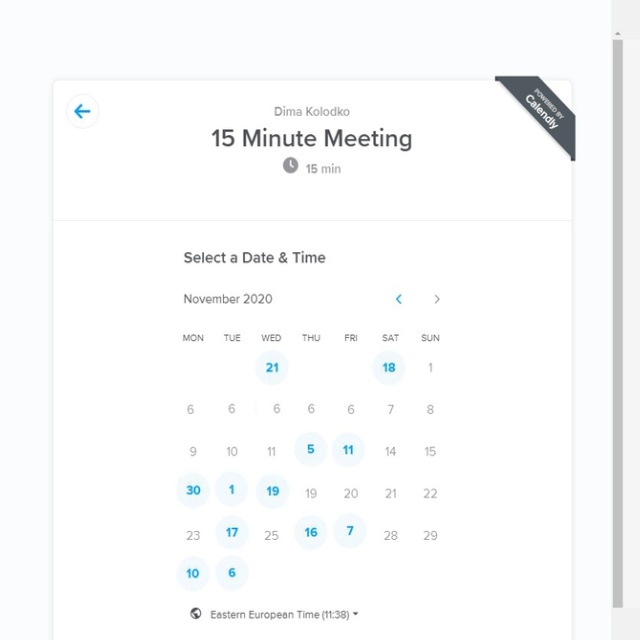 POWERED BY
Calendly
Dima Kolodko
15 Minute Meeting
15 min
Select a Date & Time
November 2020
MON TUE WED THU FRI SAT SUN
21 18 1
6 6 6 6 6 7 8
9 10 11 5 11 14 15
30 1 19 19 20 21 22
23 17 25 16 7 28 29
10 6
Eastern European Time (11:38)